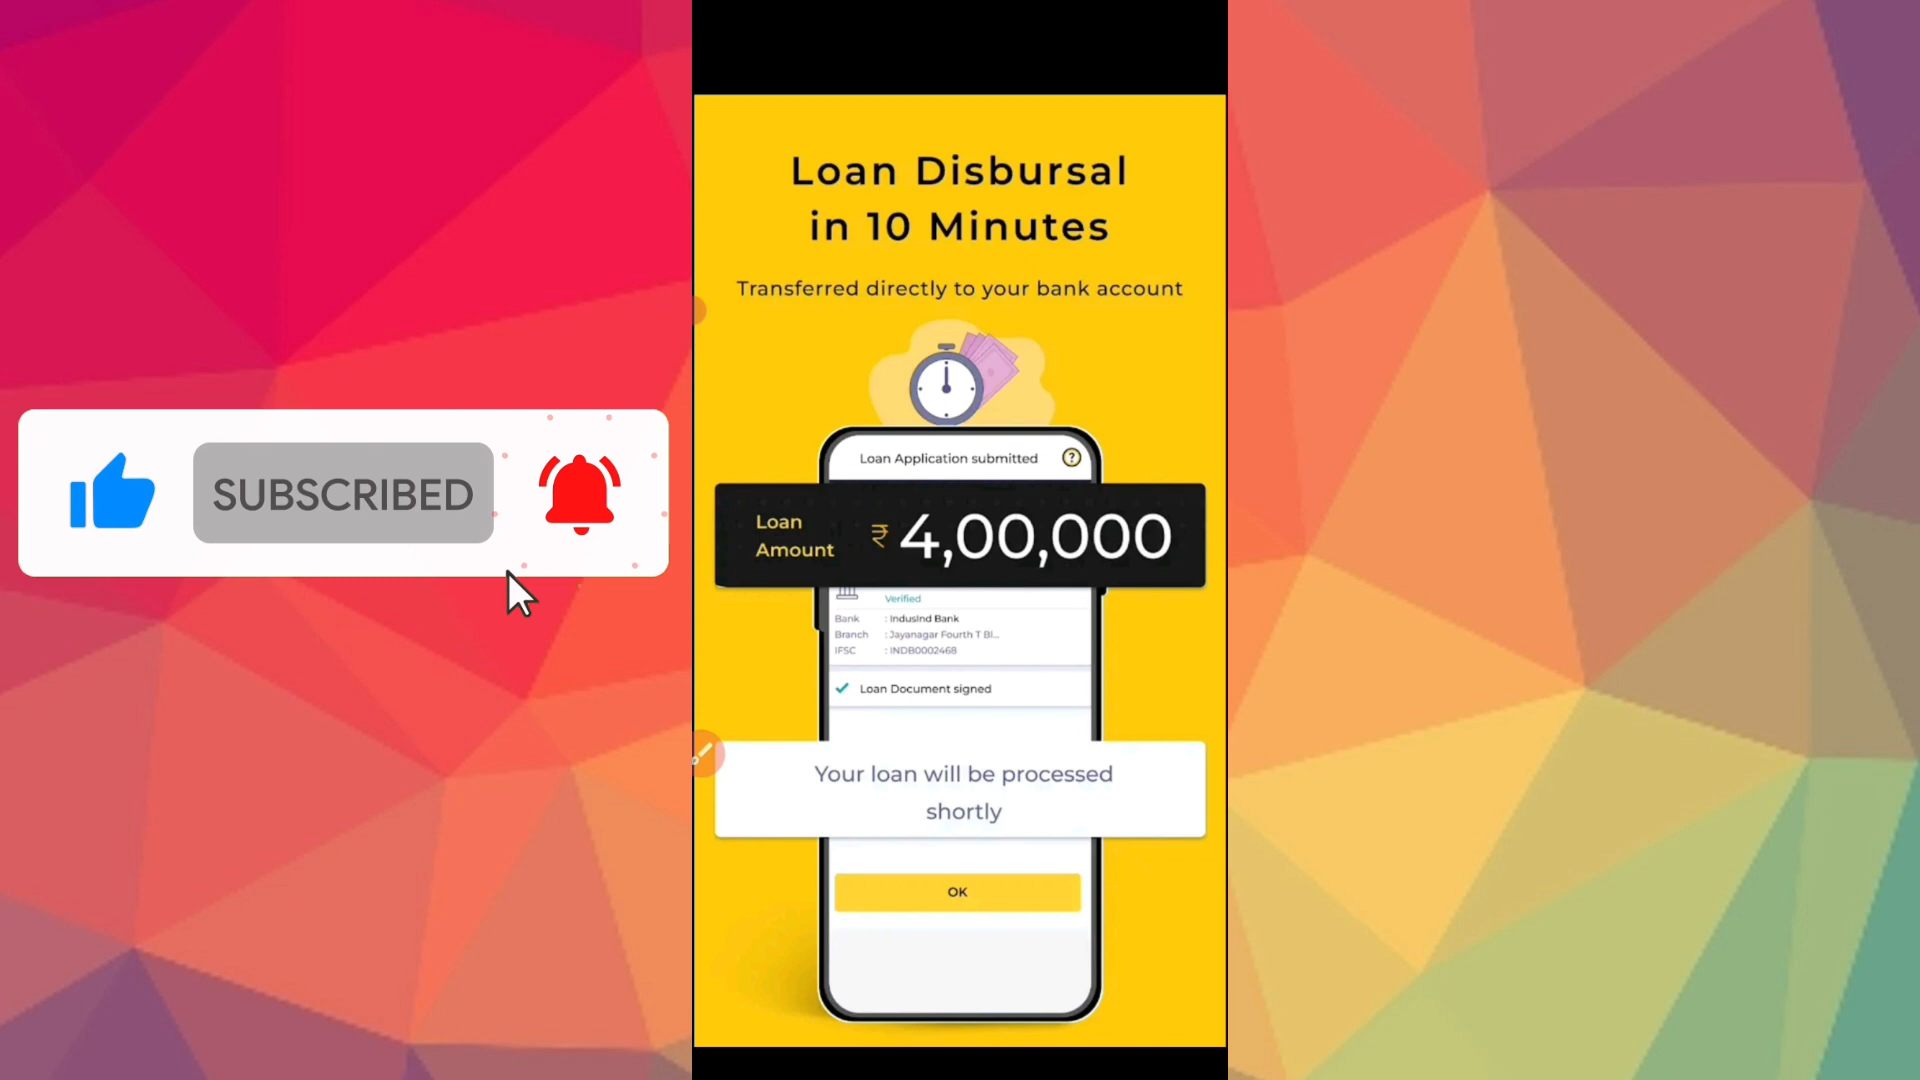 SUBSCRIBED
Loan Disbursal
in 10 Minutes
Transferred directly to your bank account
Loan Application submitted ?
Loan
Amount
₹ 4,00,000
Verified
Bank : IndusInd Bank
Branch : Jayanagar Fourth T Bl...
IFSC : INDB0002468
Loan Document signed
Your loan will be processed
shortly
OK